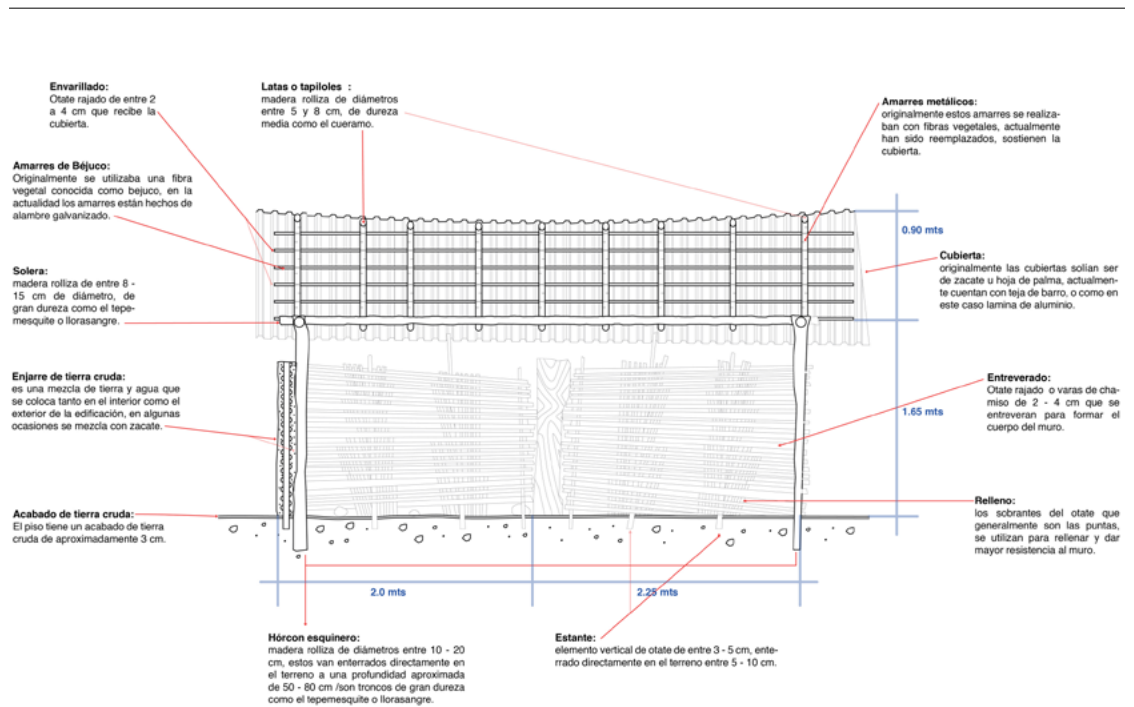 Envarillado:
Otate rajado de entre 2
a 4 cm que recibe la
cubierta.
Latas o tapiloles :
madera rolliza de diámetros
entre 5 y 8 cm, de dureza
media como el cueramo.
Amarres metálicos:
originalmente estos amarres se realiza-
ban con fibras vegetales, actualmente
han sido reemplazados, sostienen la
cubierta.
Amarres de Béjuco:
Originalmente se utilizaba una fibra
vegetal conocida como bejuco, en la
actualidad los amarres están hechos de
alambre galvanizado.
0.90 mts
Cubierta:
originalmente las cubiertas solían ser
de zacate u hoja de palma, actualmen-
te cuentan con teja de barro, o como en
este caso lamina de aluminio.
Solera:
madera rolliza de entre 8 -
15 cm de diámetro, de
gran dureza como el tepe-
mesquite o llorasangre.
Enjarre de tierra cruda:
es una mezcla de tierra y agua que
se coloca tanto en el interior como el
exterior de la edificación, en algunas
ocasiones se mezcla con zacate.
Entreverado:
Otate rajado o varas de cha-
miso de 2 - 4 cm que se
entreveran para formar el
cuerpo del muro.
1.65 mts
Relleno:
los sobrantes del otate que
generalmente son las puntas,
se utilizan para rellenar y dar
mayor resistencia al muro.
Acabado de tierra cruda:
El piso tiene un acabado de tierra
cruda de aproximadamente 3 cm.
2.0 mts
2.25 mts
Hórcon esquinero:
madera rolliza de diámetros entre 10 - 20
cm, estos van enterrados directamente en
el terreno a una profundidad aproximada
de 50 - 80 cm /son troncos de gran dureza
como el tepemesquite o llorasangre.
Estante:
elemento vertical de otate de entre 3 - 5 cm, ente-
rrado directamente en el terreno entre 5 - 10 cm.